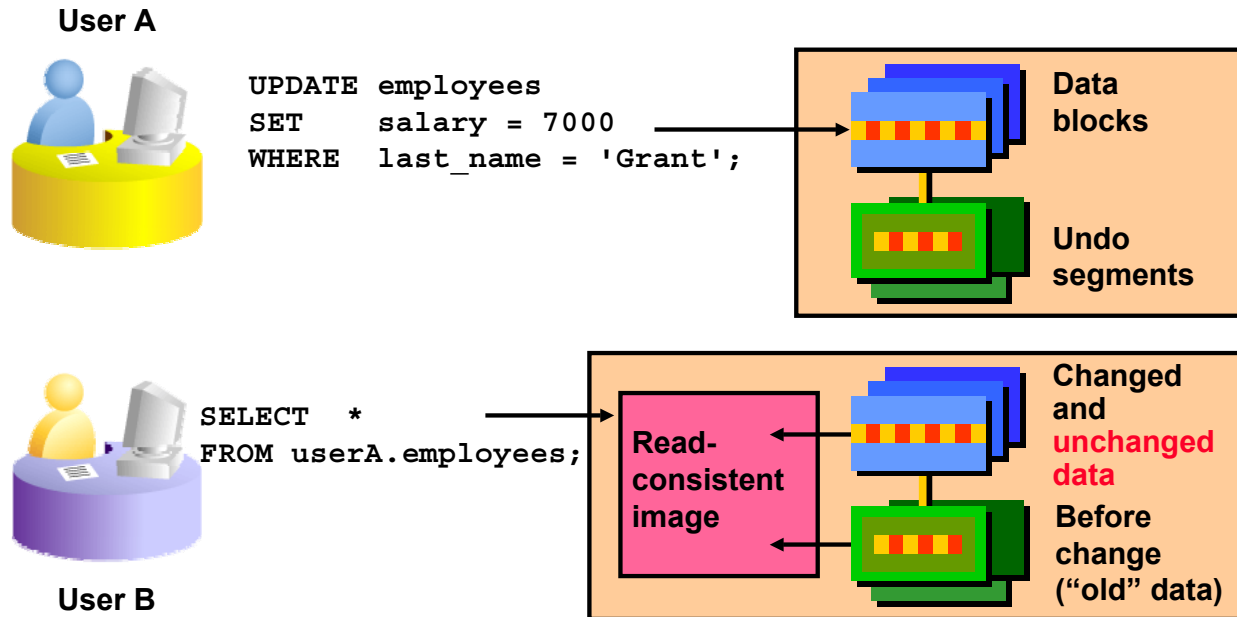 User A
UPDATE employees
SET salary = 7000
WHERE last_name = 'Grant';
Data
blocks
Undo
segments
SELECT *
FROM userA.employees;
Read-
consistent
image
Changed
and
unchanged
data
Before
change
(“old” data)
User B